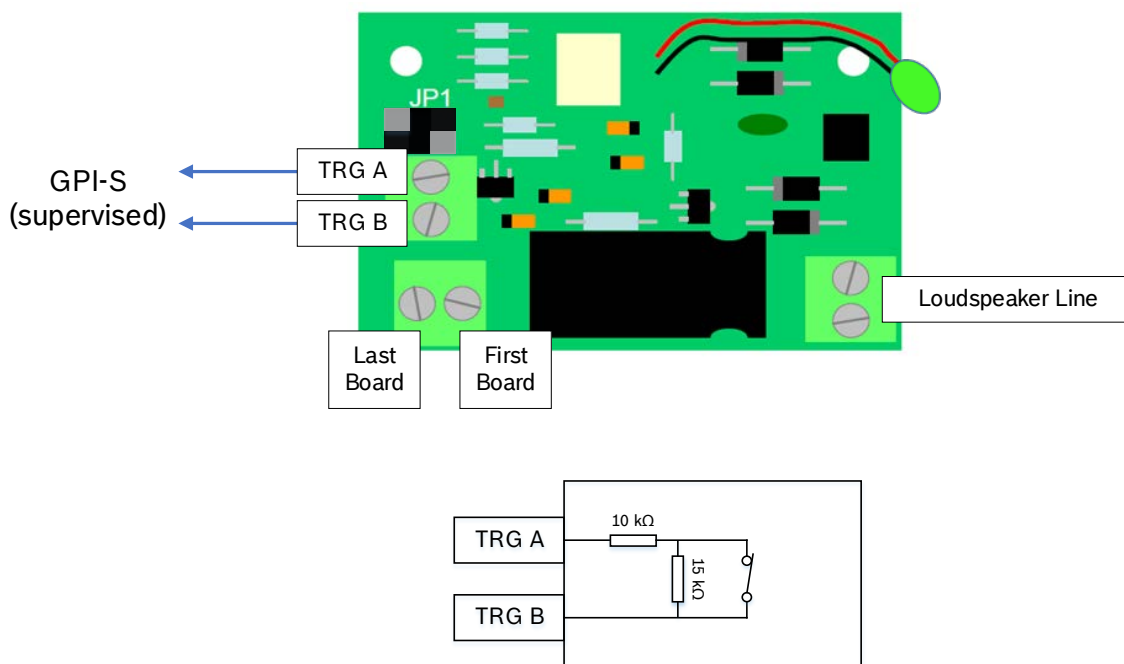 JP1
GPI-S
(supervised)
TRG A
TRG B
Loudspeaker Line
Last
Board
First
Board
10 kΩ
TRG A
15 kΩ
TRG B